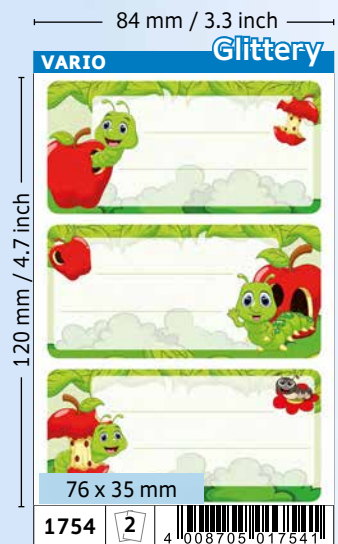 84 mm / 3.3 inch
Glittery
VARIO
120 mm / 4.7 inch
76 x 35 mm
1754
2
4 008705 017541